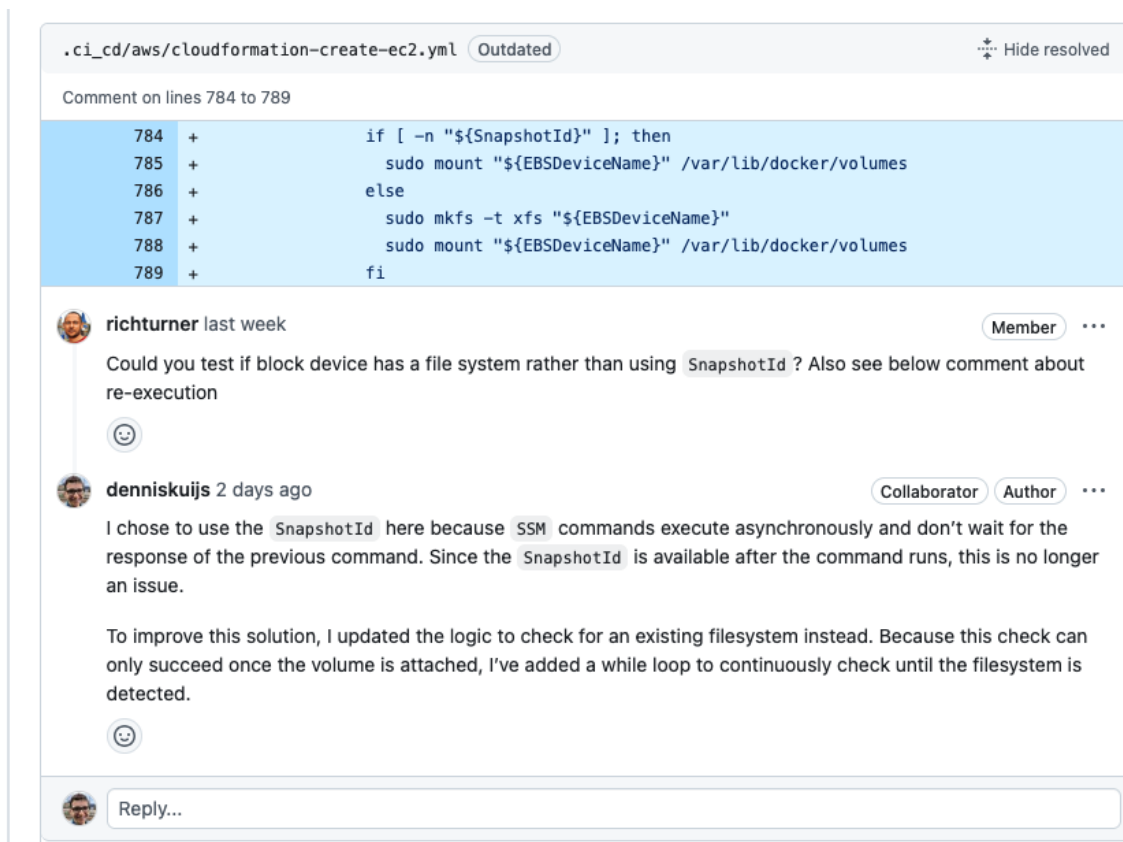 .ci_cd/aws/cloudformation-create-ec2.yml Outdated Hide resolved
Comment on lines 784 to 789
784 + if [ -n "${SnapshotId}" ]; then
785 + sudo mount "${EBSDeviceName}" /var/lib/docker/volumes
786 + else
787 + sudo mkfs -t xfs "${EBSDeviceName}"
788 + sudo mount "${EBSDeviceName}" /var/lib/docker/volumes
789 + fi
richturner last week Member ...
Could you test if block device has a file system rather than using SnapshotId? Also see below comment about
re-execution
denniskuijs 2 days ago Collaborator Author ...
I chose to use the SnapshotId here because SSM commands execute asynchronously and don’t wait for the
response of the previous command. Since the SnapshotId is available after the command runs, this is no longer
an issue.
To improve this solution, I updated the logic to check for an existing filesystem instead. Because this check can
only succeed once the volume is attached, I’ve added a while loop to continuously check until the filesystem is
detected.
Reply...